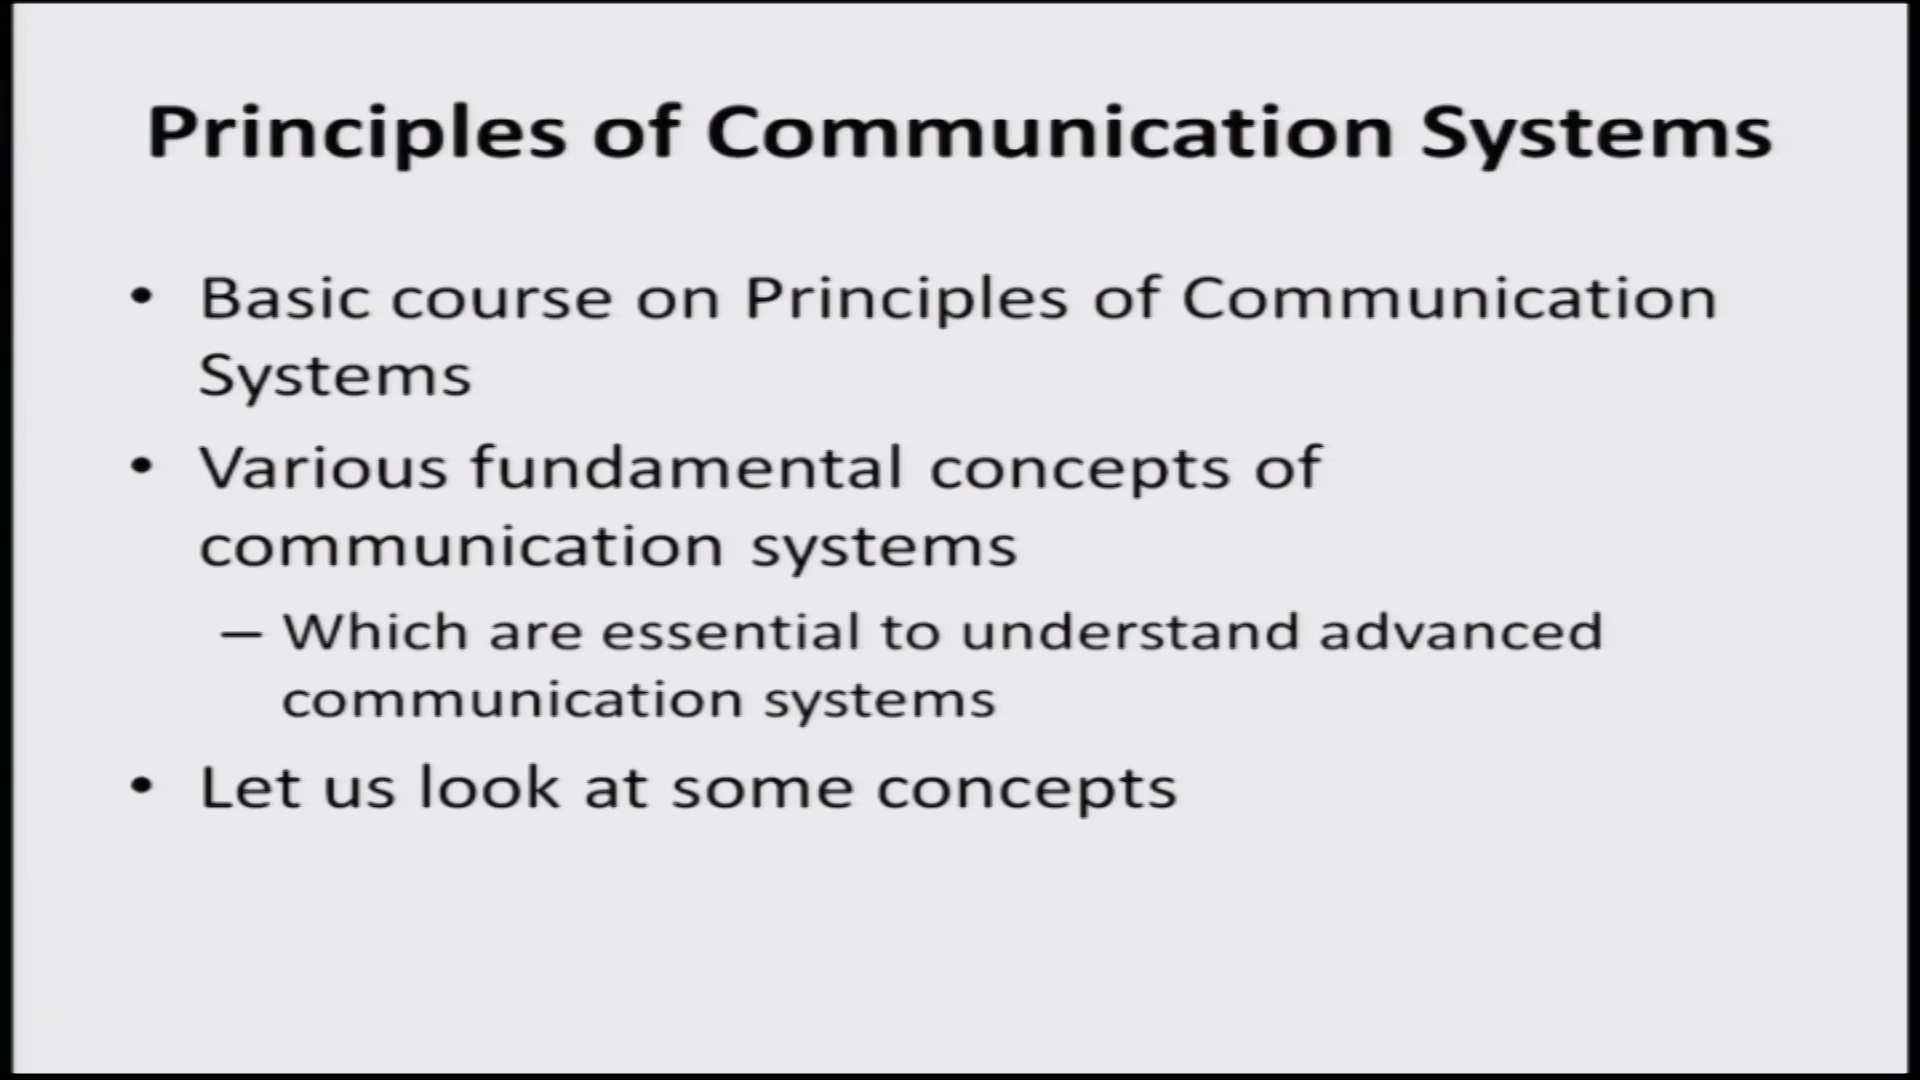 Principles of Communication Systems
• Basic course on Principles of Communication
Systems
• Various fundamental concepts of
communication systems
– Which are essential to understand advanced
communication systems
• Let us look at some concepts